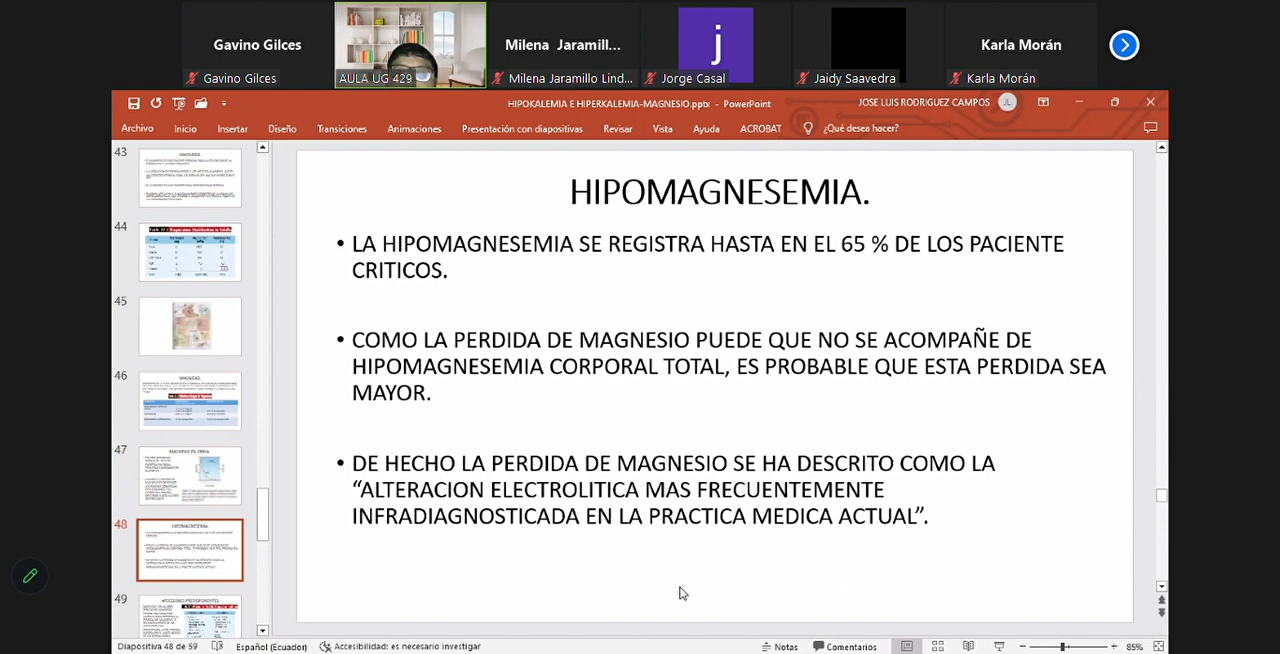 Gavino Gilces
Milena Jaramill...
j
Karla Morán
Gavino Gilces
AULA UG 429
Milena Jaramillo Lind...
Jorge Casal
Jaidy Saavedra
Karla Morán
HIPOKALEMIA E HIPERKALEMIA-MAGNESIO.pptx - PowerPoint
JOSE LUIS RODRIGUEZ CAMPOS
JL
Archivo Inicio Insertar Diseño Transiciones Animaciones Presentación con diapositivas Revisar Vista Ayuda ACROBAT ¿Qué desea hacer?
43
44
45
46
47
MAGNESIO EN ORINA
48
HIPOMAGNESEMIA.
49
HIPOMAGNESEMIA.
• LA HIPOMAGNESEMIA SE REGISTRA HASTA EN EL 65 % DE LOS PACIENTE
CRITICOS.
• COMO LA PERDIDA DE MAGNESIO PUEDE QUE NO SE ACOMPAÑE DE
HIPOMAGNESEMIA CORPORAL TOTAL, ES PROBABLE QUE ESTA PERDIDA SEA
MAYOR.
• DE HECHO LA PERDIDA DE MAGNESIO SE HA DESCRITO COMO LA
“ALTERACION ELECTROLITICA MAS FRECUENTEMENTE
INFRADIAGNOSTICADA EN LA PRACTICA MEDICA ACTUAL”.
Diapositiva 48 de 59 Español (Ecuador) Accesibilidad: es necesario investigar Notas Comentarios 85%